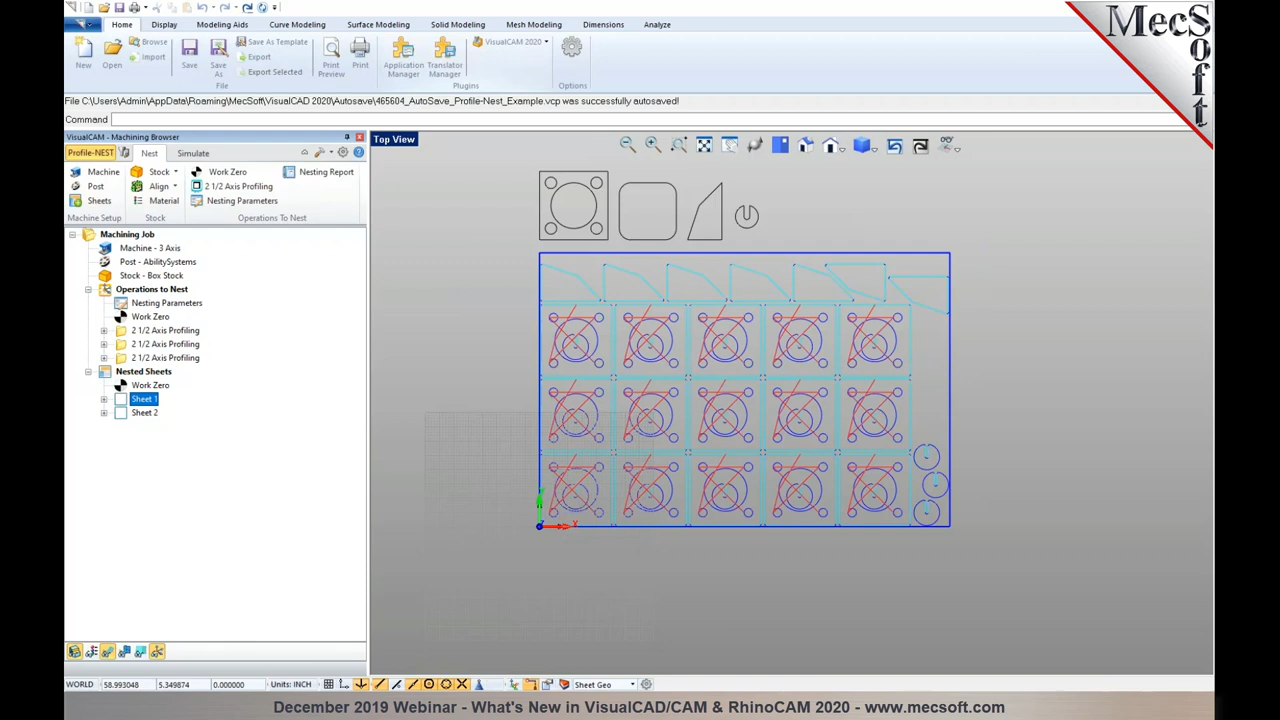 Home Display Modeling Aids Curve Modeling Surface Modeling Solid Modeling Mesh Modeling Dimensions Analyze
New
Open
Browse
Import
Save
Save As
Save As Template
Export
Export Selected
File
Print Preview
Print
Application Manager
Translator Manager
VisualCAM 2020
Plugins
Options
MecSoft
File C:\Users\Admin\AppData\Roaming\MecSoft\VisualCAD 2020\Autosave\465604_AutoSave_Profile-Nest_Example.vcp was successfully autosaved!
Command
VisualCAM - Machining Browser
Profile-NEST Nest Simulate
Machine Stock Work Zero Nesting Report
Post Align 2 1/2 Axis Profiling
Sheets Material Nesting Parameters
Machine Setup Stock Operations To Nest
Machining Job
Machine - 3 Axis
Post - AbilitySystems
Stock - Box Stock
Operations to Nest
Nesting Parameters
Work Zero
2 1/2 Axis Profiling
2 1/2 Axis Profiling
2 1/2 Axis Profiling
Nested Sheets
Work Zero
Sheet 1
Sheet 2
Top View
X
WORLD 58.993048 5.349874 0.000000 Units: INCH Sheet Geo
December 2019 Webinar - What's New in VisualCAD/CAM & RhinoCAM 2020 - www.mecsoft.com